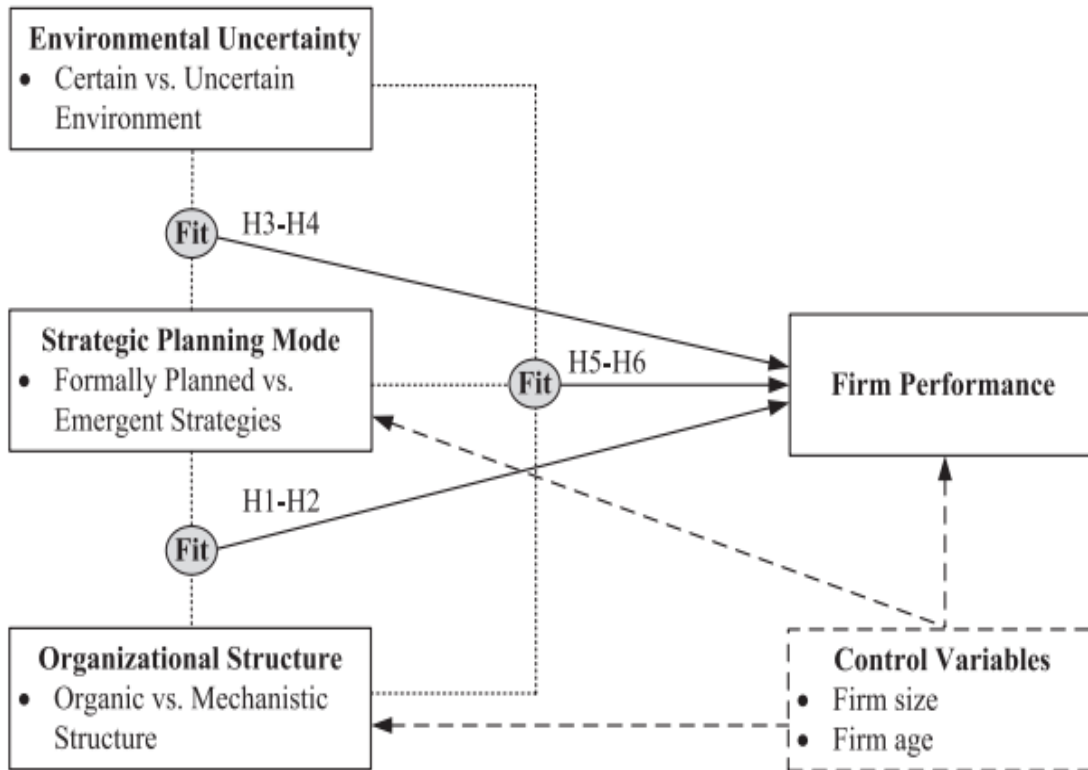 Environmental Uncertainty
• Certain vs. Uncertain
Environment
Fit
H3-H4
Strategic Planning Mode
• Formally Planned vs.
Emergent Strategies
Fit
H5-H6
Firm Performance
H1-H2
Fit
Organizational Structure
• Organic vs. Mechanistic
Structure
Control Variables
• Firm size
• Firm age